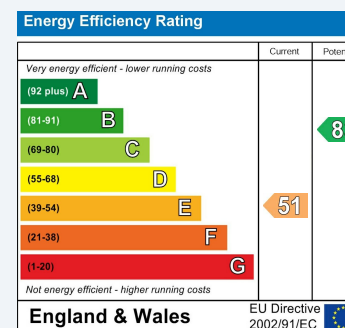 Energy Efficiency Rating
Current
Very energy efficient - lower running costs
(92 plus) A
(81-91) B
(69-80) C
(55-68) D
(39-54) E
51
(21-38) F
(1-20) G
Not energy efficient - higher running costs
England & Wales
EU Directive
2002/91/EC